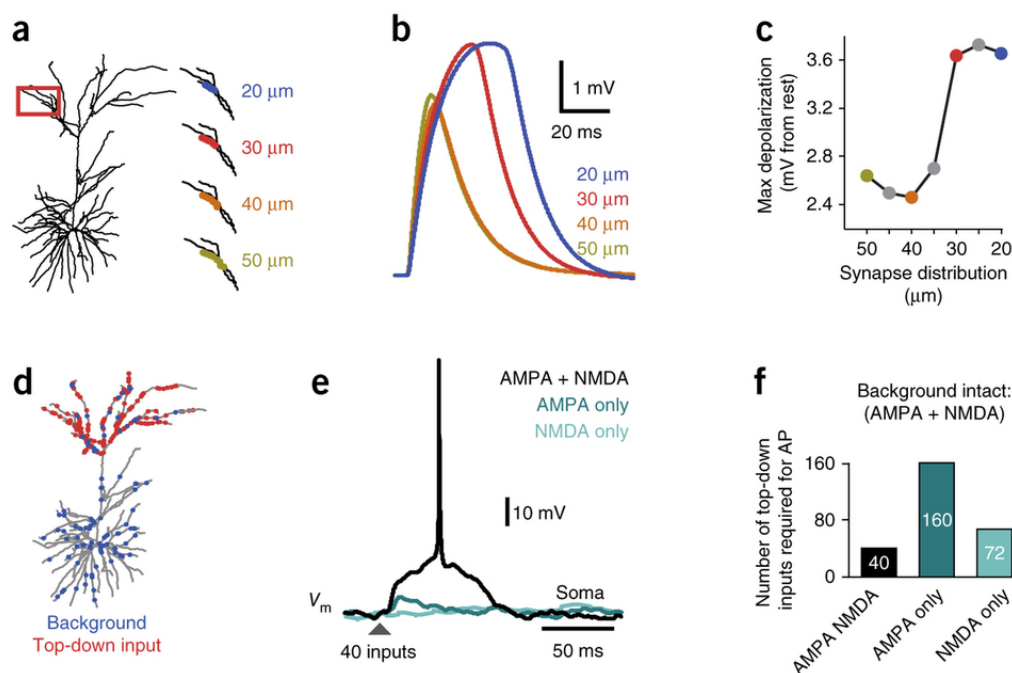 a
20 μm
30 μm
40 μm
50 μm
b
1 mV
20 ms
20 μm
30 μm
40 μm
50 μm
c
Max depolarization
(mV from rest)
3.6
3.2
2.8
2.4
50 40 30 20
Synapse distribution
(μm)
d
Background
Top-down input
e
AMPA + NMDA
AMPA only
NMDA only
10 mV
Vm
Soma
40 inputs
50 ms
f
Background intact:
(AMPA + NMDA)
Number of top-down
inputs required for AP
160
80
0
40
160
72
AMPA NMDA
AMPA only
NMDA only